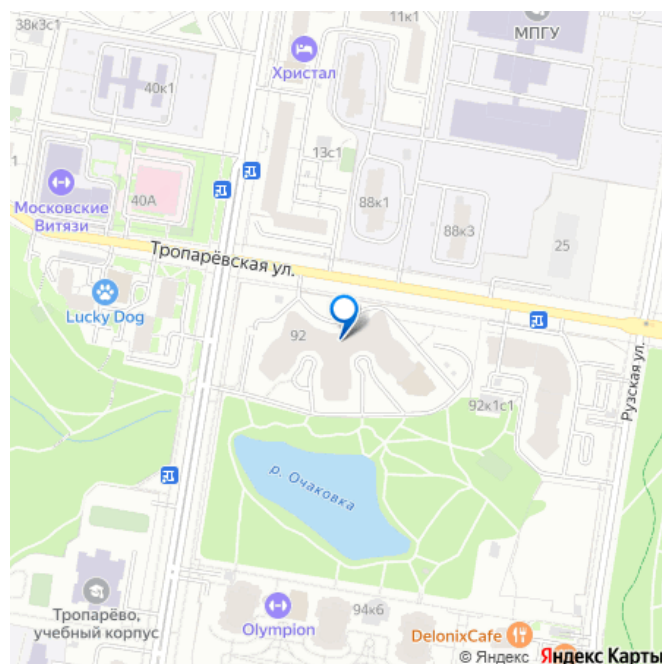 38к3с1
11к1
МПГУ
Христал
40к1
13с1
40А
Московские
Витязи
88к1
88к3
25
Тропарёвская ул.
Lucky Dog
92
92к1с1
Рузская ул.
р. Очаковка
Тропарёво,
учебный корпус
Olympion
94к6
DelonixCafe
© Яндекс Яндекс Карты